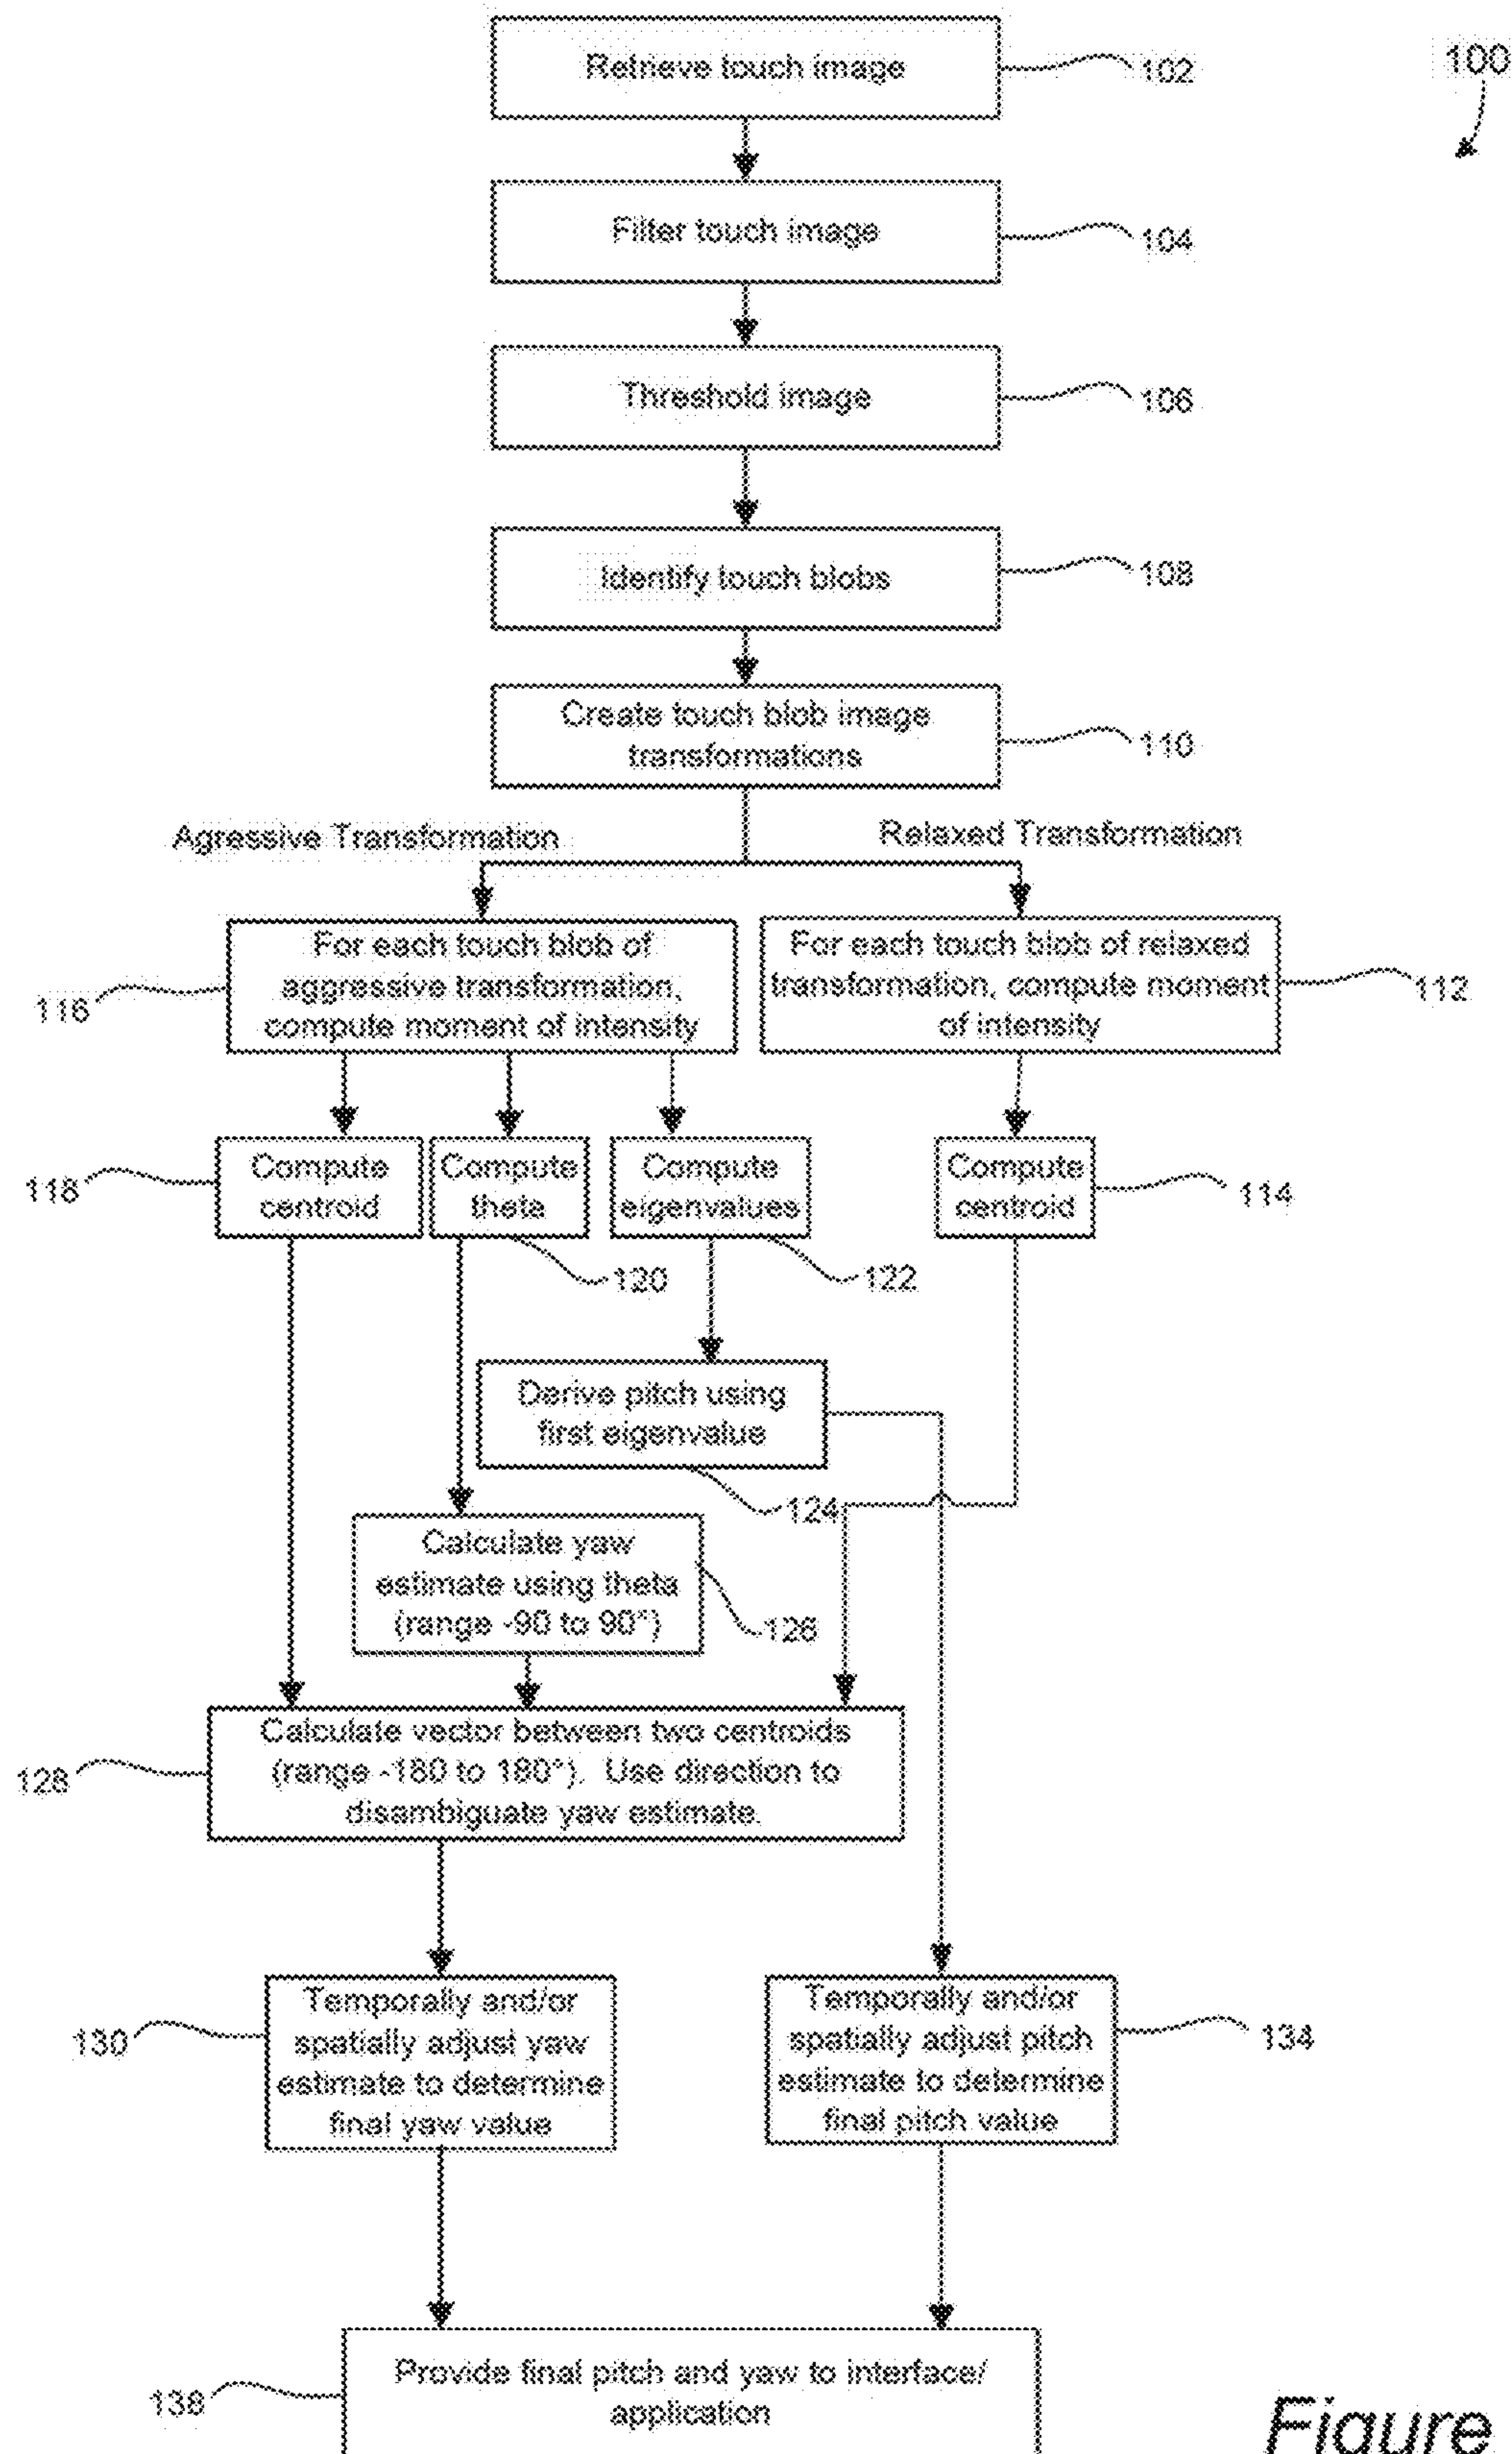 Retrieve touch image
102
100
Filter touch image
104
Threshold image
106
Identify touch blobs
108
Create touch blob image
transformations
110
Agressive Transformation
Relaxed Transformation
For each touch blob of
aggressive transformation,
compute moment of intensity
116
For each touch blob of relaxed
transformation, compute moment
of intensity
112
Compute
centroid
118
Compute
theta
120
Compute
eigenvalues
122
Compute
centroid
114
Derive pitch using
first eigenvalue
124
Calculate yaw
estimate using theta
(range -90 to 90°)
126
Calculate vector between two centroids
(range -180 to 180°). Use direction to
disambiguate yaw estimate.
128
Temporally and/or
spatially adjust yaw
estimate to determine
final yaw value
130
Temporally and/or
spatially adjust pitch
estimate to determine
final pitch value
134
Provide final pitch and yaw to interface/
application
138
Figure